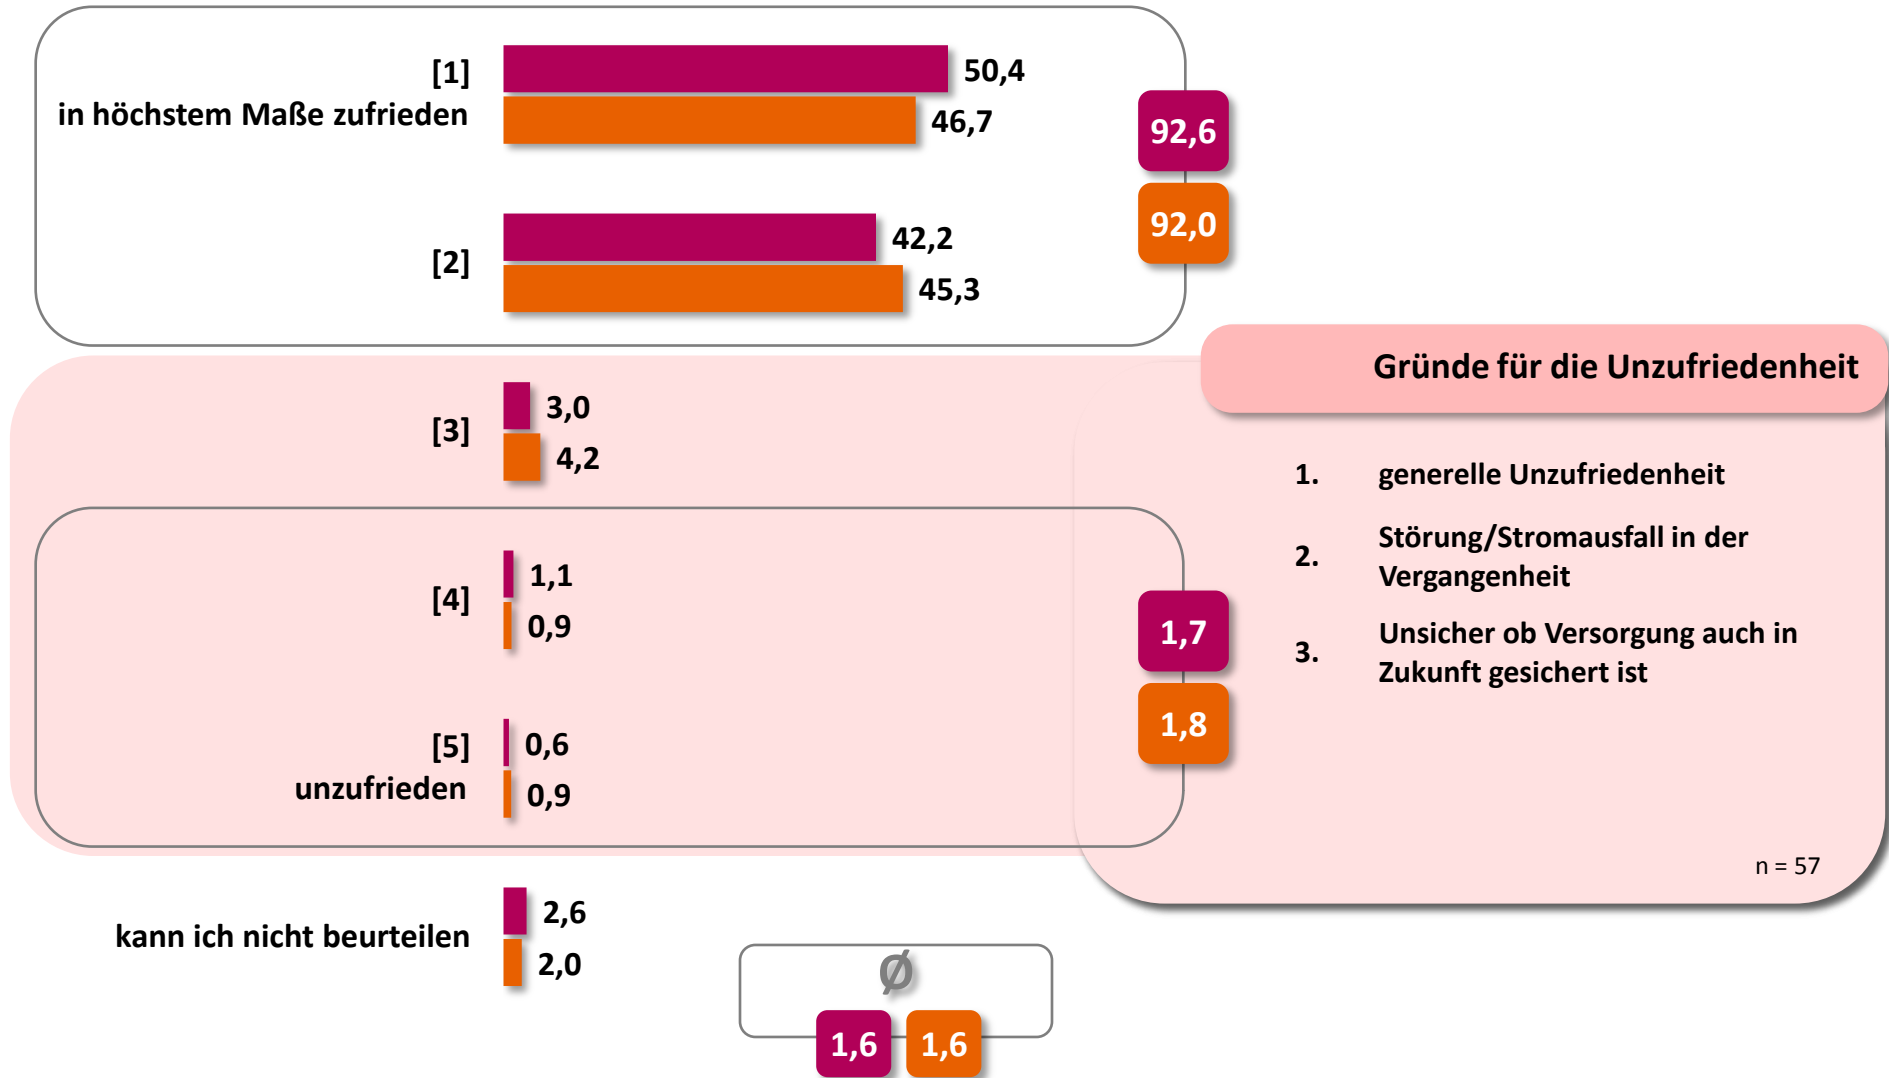 [1]
in höchstem Maße zufrieden
50,4
46,7
92,6
92,0
[2]
42,2
45,3
[3]
3,0
4,2
[4]
1,1
0,9
[5]
unzufrieden
0,6
0,9
1,7
1,8
kann ich nicht beurteilen
2,6
2,0
Ø
1,6
1,6
Gründe für die Unzufriedenheit
1. generelle Unzufriedenheit
2. Störung/Stromausfall in der
Vergangenheit
3. Unsicher ob Versorgung auch in
Zukunft gesichert ist
n = 57